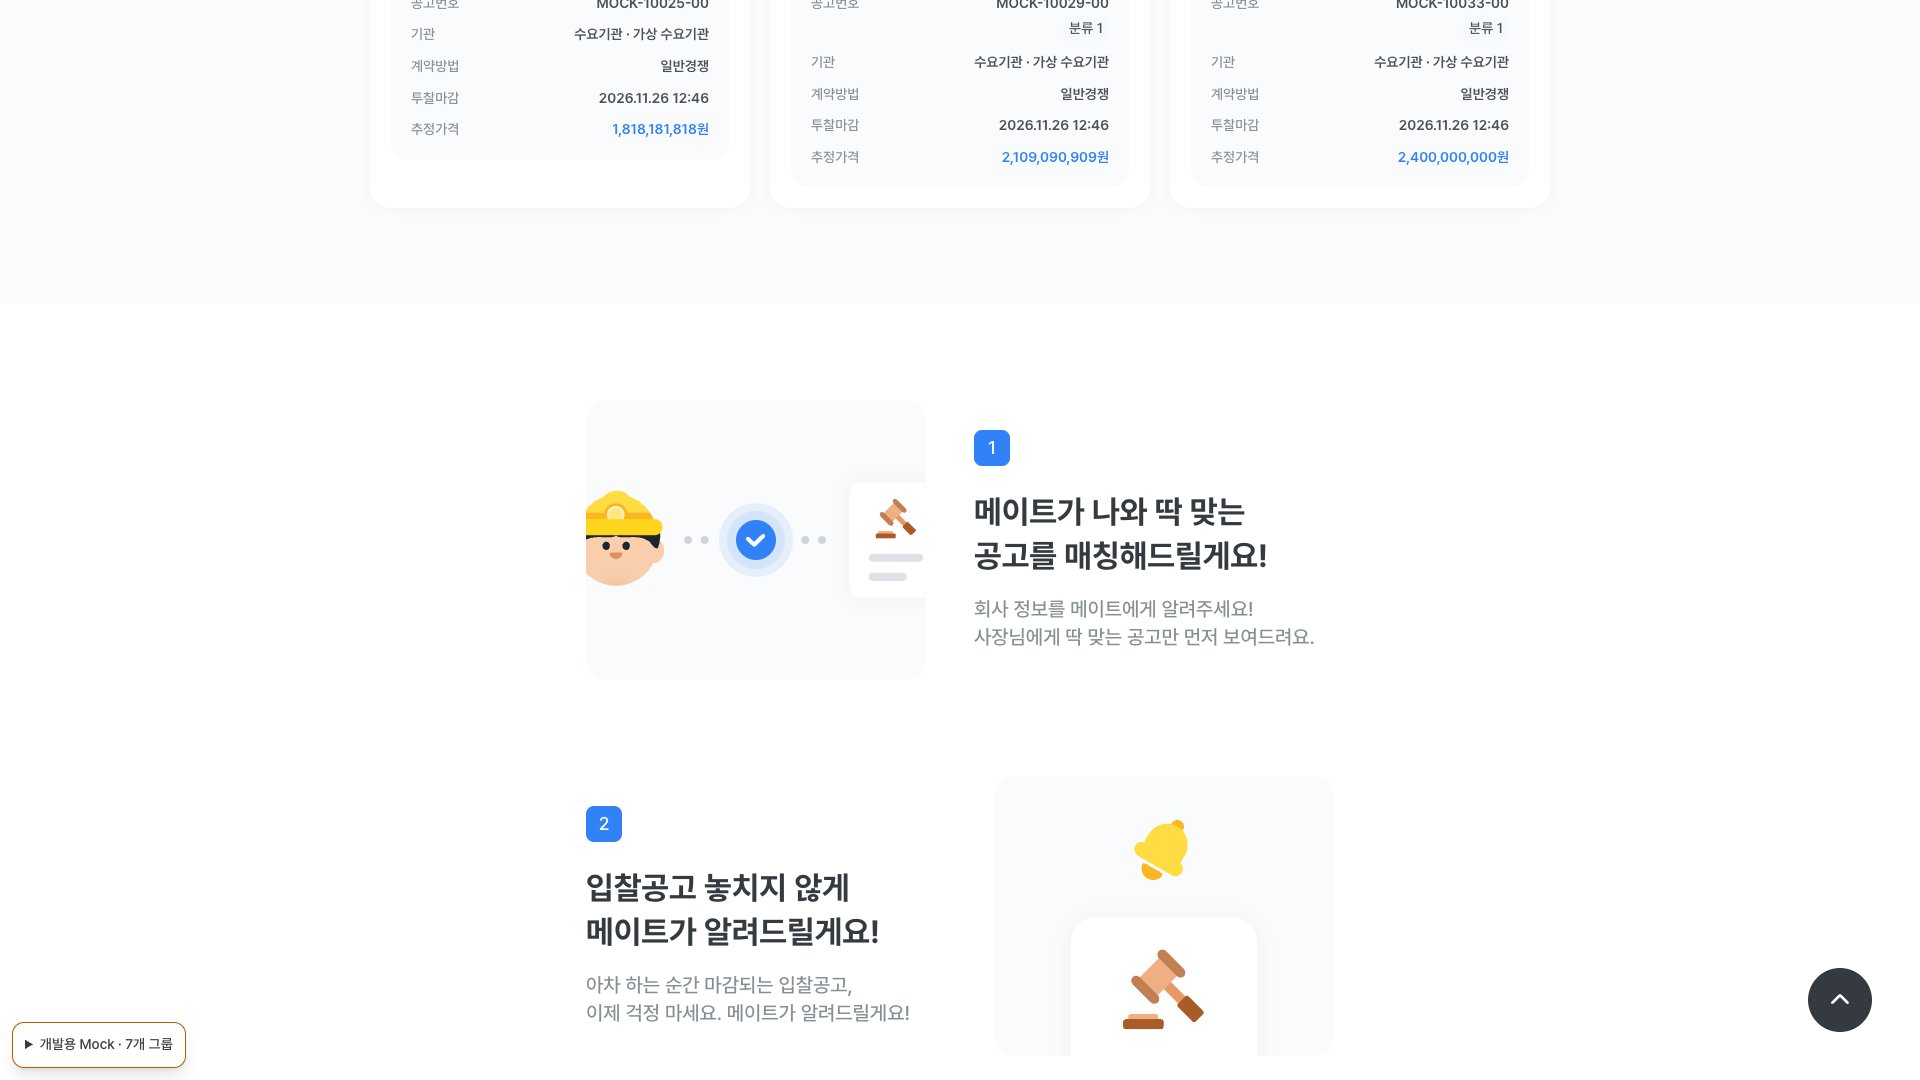 공고번호 MOCK-10025-00
기관 수요기관 · 가상 수요기관
계약방법 일반경쟁
투찰마감 2026.11.26 12:46
추정가격 1,818,181,818원
공고번호 MOCK-10029-00
분류 1
기관 수요기관 · 가상 수요기관
계약방법 일반경쟁
투찰마감 2026.11.26 12:46
추정가격 2,109,090,909원
공고번호 MOCK-10033-00
분류 1
기관 수요기관 · 가상 수요기관
계약방법 일반경쟁
투찰마감 2026.11.26 12:46
추정가격 2,400,000,000원
1
메이트가 나와 딱 맞는
공고를 매칭해드릴게요!
회사 정보를 메이트에게 알려주세요!
사장님에게 딱 맞는 공고만 먼저 보여드려요.
2
입찰공고 놓치지 않게
메이트가 알려드릴게요!
아차 하는 순간 마감되는 입찰공고,
이제 걱정 마세요. 메이트가 알려드릴게요!
개발용 Mock · 7개 그룹